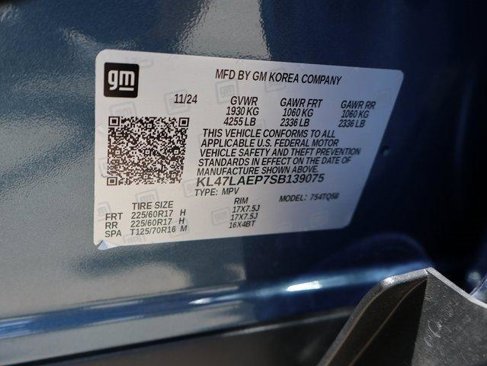 gm
MFD BY GM KOREA COMPANY
11/24 GVWR GAWR FRT GAWR RR
1930 KG 1060 KG 1060 KG
4255 LB 2336 LB 2336 LB
THIS VEHICLE CONFORMS TO ALL
APPLICABLE U.S. FEDERAL MOTOR
VEHICLE SAFETY AND THEFT PREVENTION
STANDARDS IN EFFECT ON THE DATE OF
MANUFACTURE SHOWN ABOVE.
KL47LAEP7SB139075
TYPE: MPV MODEL: 7S4TQ56
TIRE SIZE RIM
FRT 225/60R17 H 17X7.5J
RR 225/60R17 H 17X7.5J
SPA T125/70R16 M 16X4BT